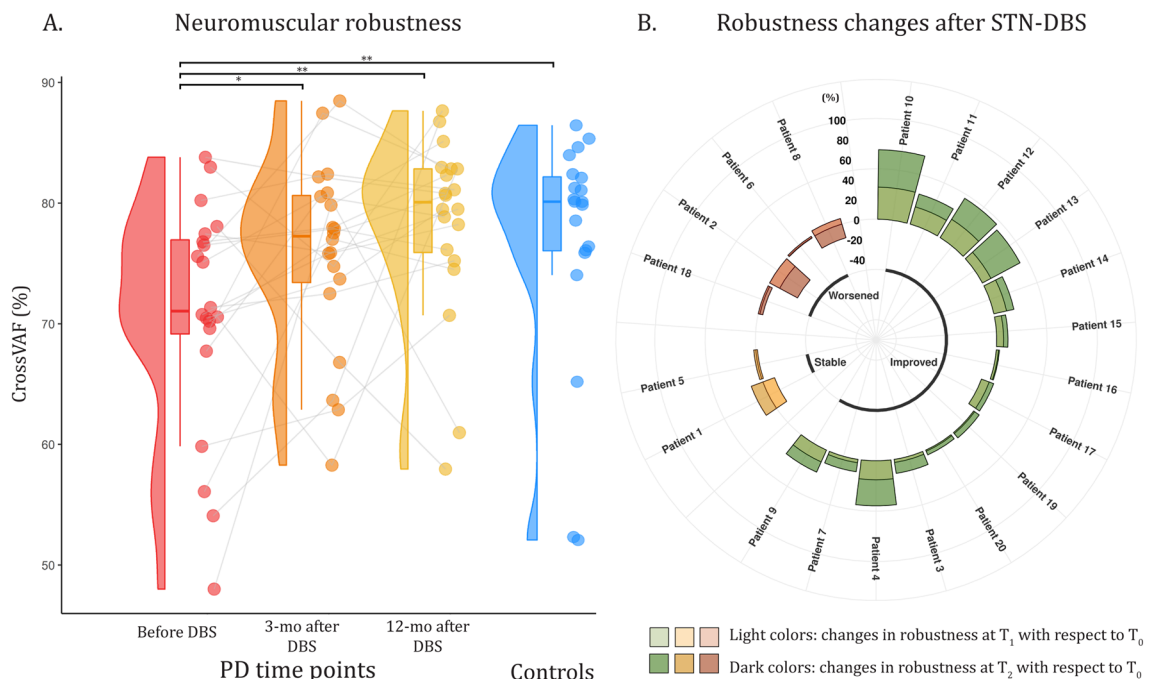 A.
Neuromuscular robustness
**
**
*
90
80
70
60
50
CrossVAF (%)
Before DBS
3-mo after
DBS
12-mo after
DBS
PD time points
Controls
B.
Robustness changes after STN-DBS
(%)
100
80
60
40
20
0
-20
-40
Patient 10
Patient 11
Patient 12
Patient 13
Patient 14
Patient 15
Patient 16
Patient 17
Patient 19
Patient 20
Patient 3
Patient 4
Patient 7
Patient 9
Patient 1
Patient 5
Patient 18
Patient 2
Patient 6
Patient 8
Worsened
Stable
Improved
Light colors: changes in robustness at T1 with respect to T0
Dark colors: changes in robustness at T2 with respect to T0